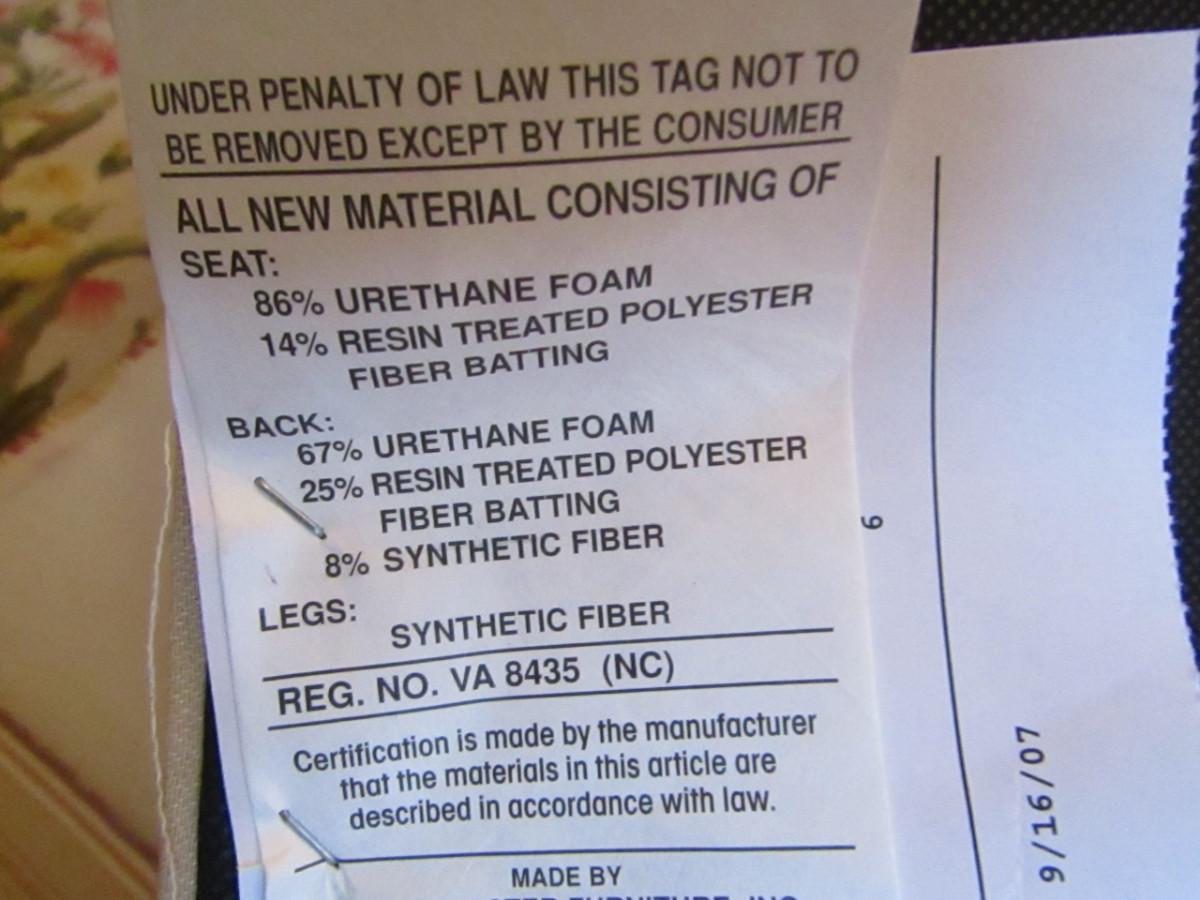 UNDER PENALTY OF LAW THIS TAG NOT TO
BE REMOVED EXCEPT BY THE CONSUMER
ALL NEW MATERIAL CONSISTING OF
SEAT:
86% URETHANE FOAM
14% RESIN TREATED POLYESTER
FIBER BATTING
BACK:
67% URETHANE FOAM
25% RESIN TREATED POLYESTER
FIBER BATTING
8% SYNTHETIC FIBER
LEGS:
SYNTHETIC FIBER
REG. NO. VA 8435 (NC)
Certification is made by the manufacturer
that the materials in this article are
described in accordance with law.
MADE BY
FURNITURE, INC.
6
9/16/07